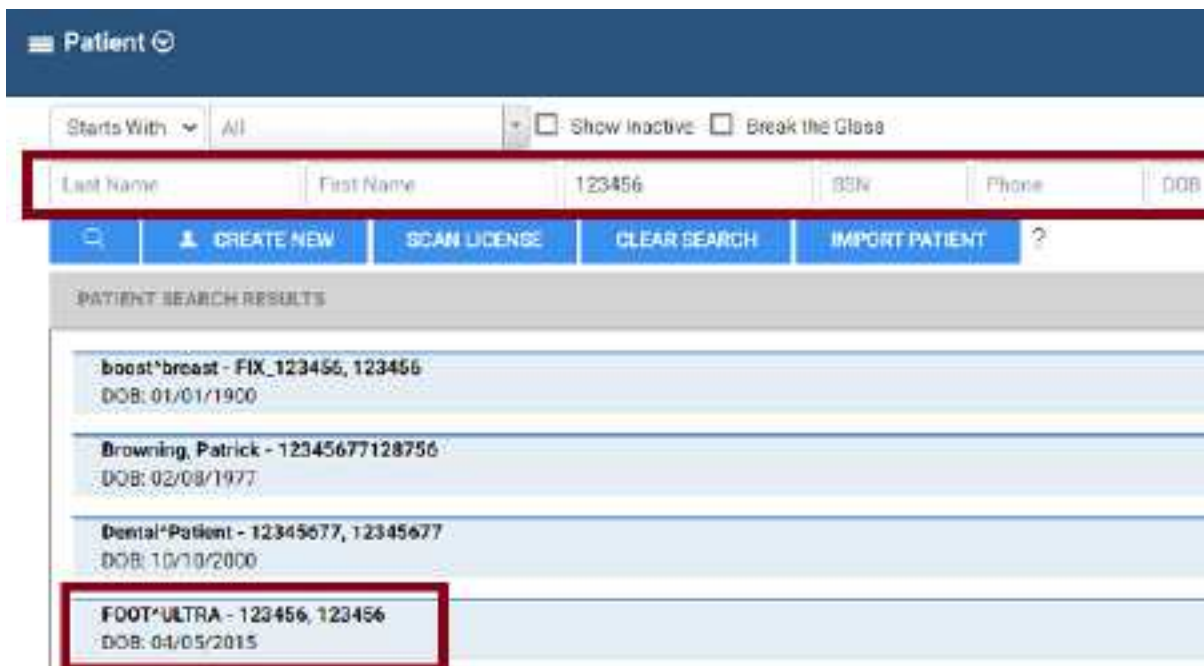 Patient
Starts With All Show Inactive Break the Glass
Last Name First Name 123456 SSN Phone DOB
CREATE NEW SCAN LICENSE CLEAR SEARCH IMPORT PATIENT ?
PATIENT SEARCH RESULTS
boost^breast - FIX_123456, 123456
DOB: 01/01/1900
Browning, Patrick - 12345677128756
DOB: 02/08/1977
Dental^Patient - 12345677, 12345677
DOB: 10/10/2000
FOOT^ULTRA - 123456, 123456
DOB: 04/05/2015